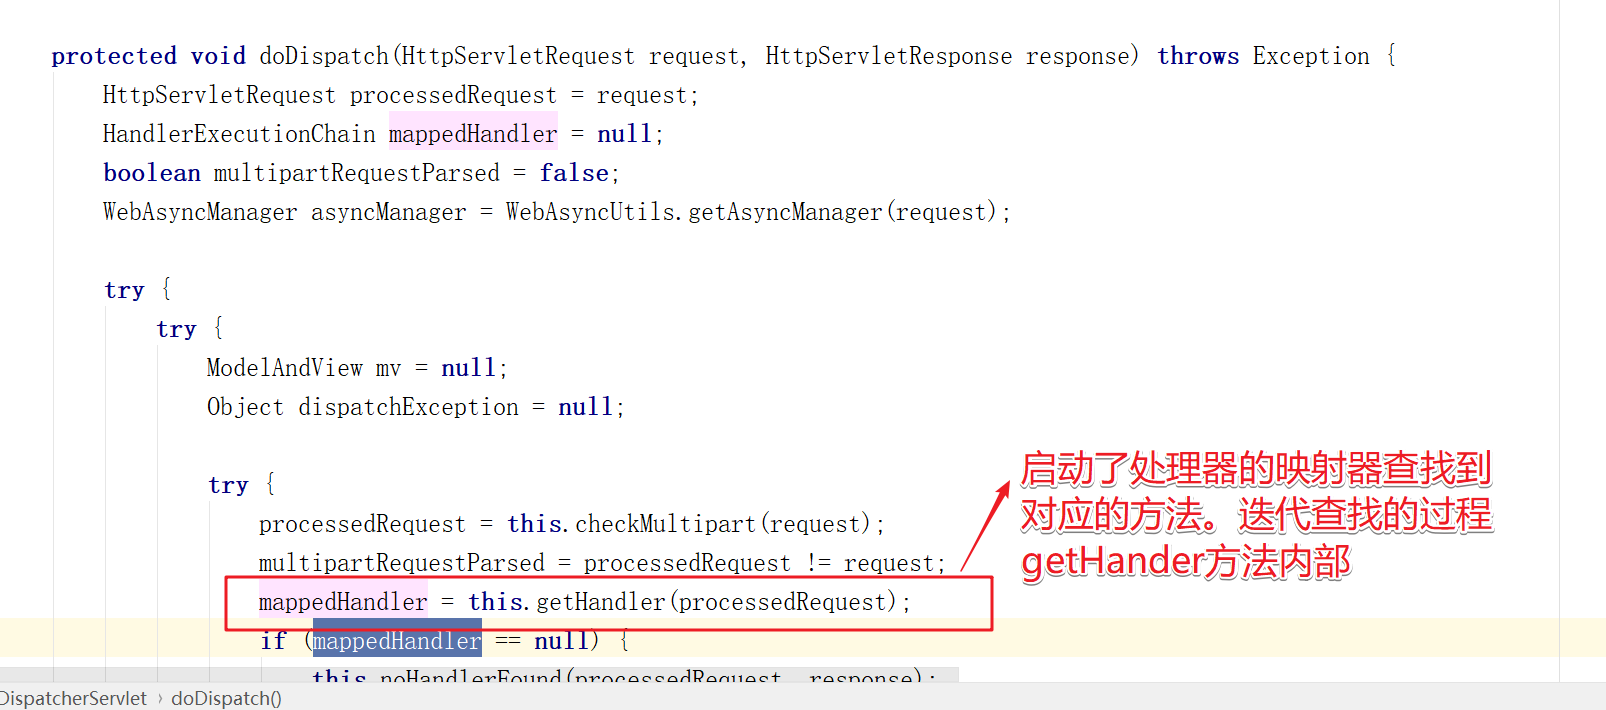 protected void doDispatch(HttpServletRequest request, HttpServletResponse response) throws Exception {
HttpServletRequest processedRequest = request;
HandlerExecutionChain mappedHandler = null;
boolean multipartRequestParsed = false;
WebAsyncManager asyncManager = WebAsyncUtils.getAsyncManager(request);
try {
try {
ModelAndView mv = null;
Object dispatchException = null;
try {
processedRequest = this.checkMultipart(request);
multipartRequestParsed = processedRequest != request;
mappedHandler = this.getHandler(processedRequest);
if (mappedHandler == null) {
this.noHandlerFound(processedRequest, response);
启动了处理器的映射器查找到
对应的方法。迭代查找的过程
getHander方法内部
DispatcherServlet › doDispatch()